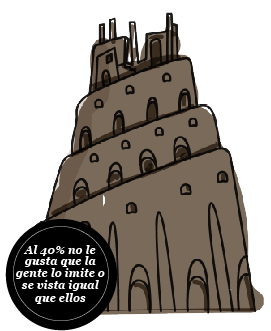 Al 40% no le
gusta que la
gente lo imite o
se vista igual
que ellos